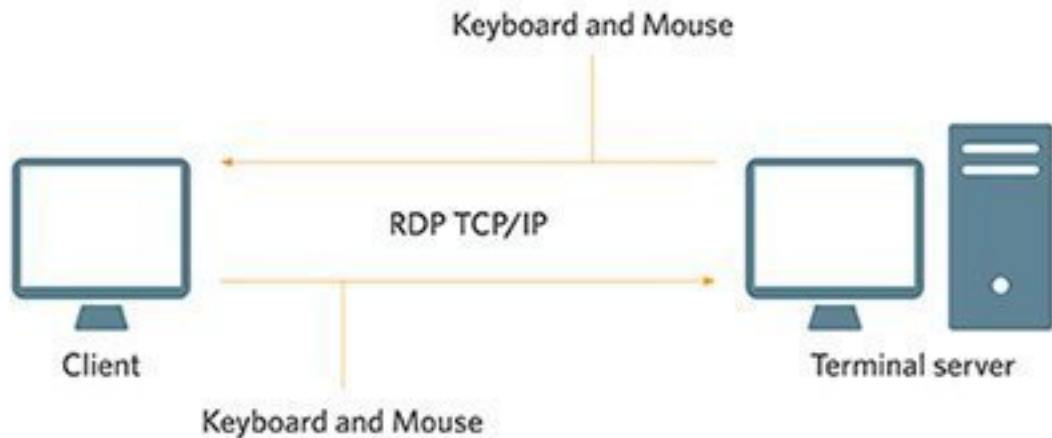 Keyboard and Mouse
RDP TCP/IP
Client
Terminal server
Keyboard and Mouse